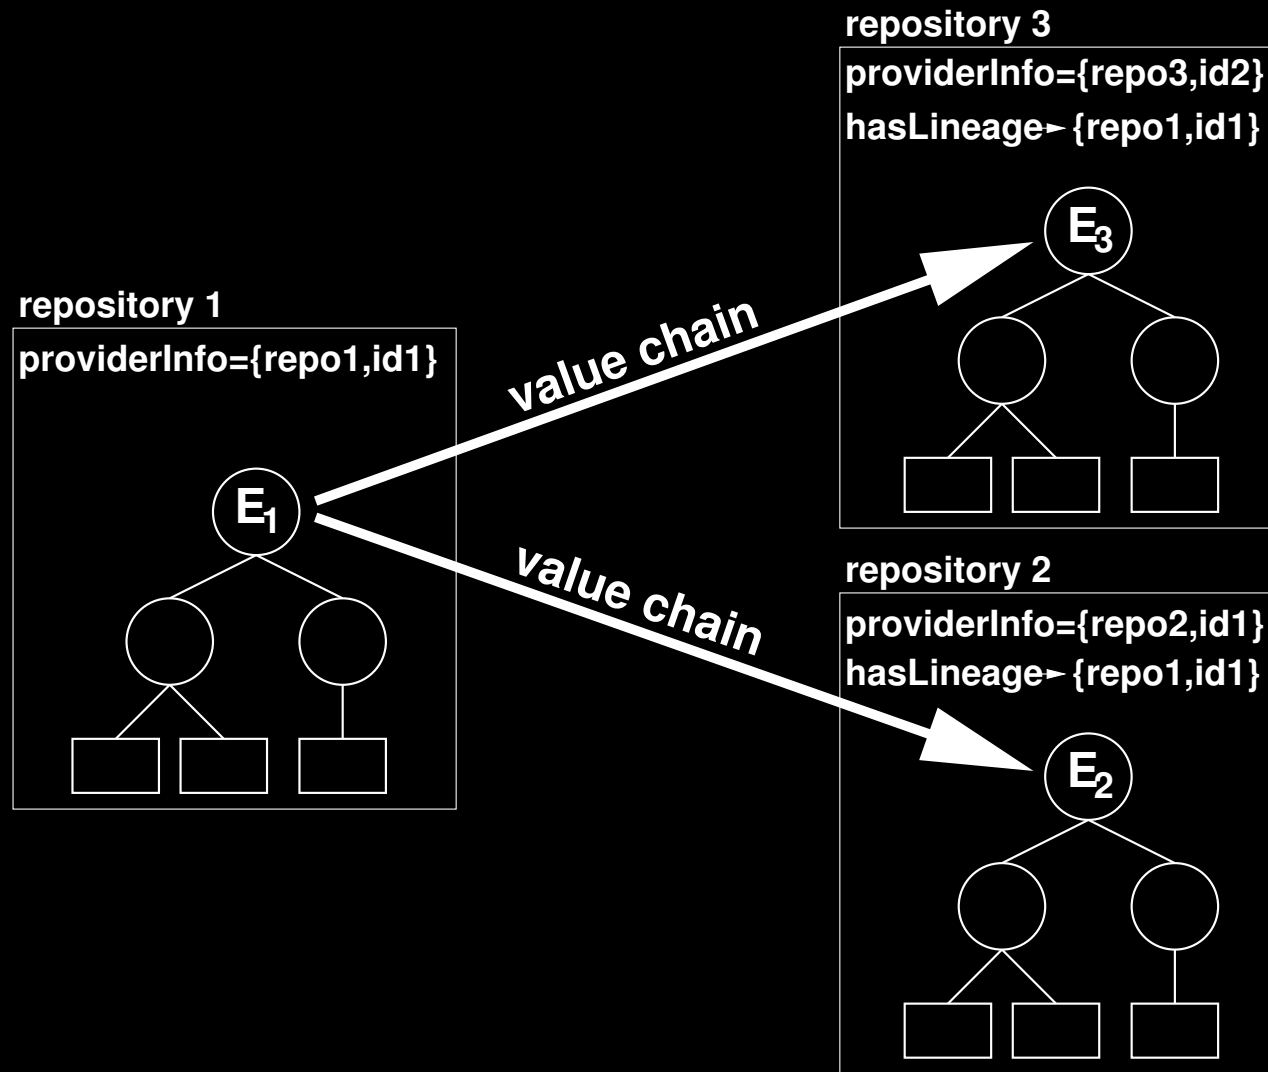 repository 3
providerInfo={repo3,id2}
hasLineage► {repo1,id1}
E3
value chain
repository 1
providerInfo={repo1,id1}
E1
value chain
repository 2
providerInfo={repo2,id1}
hasLineage► {repo1,id1}
E2